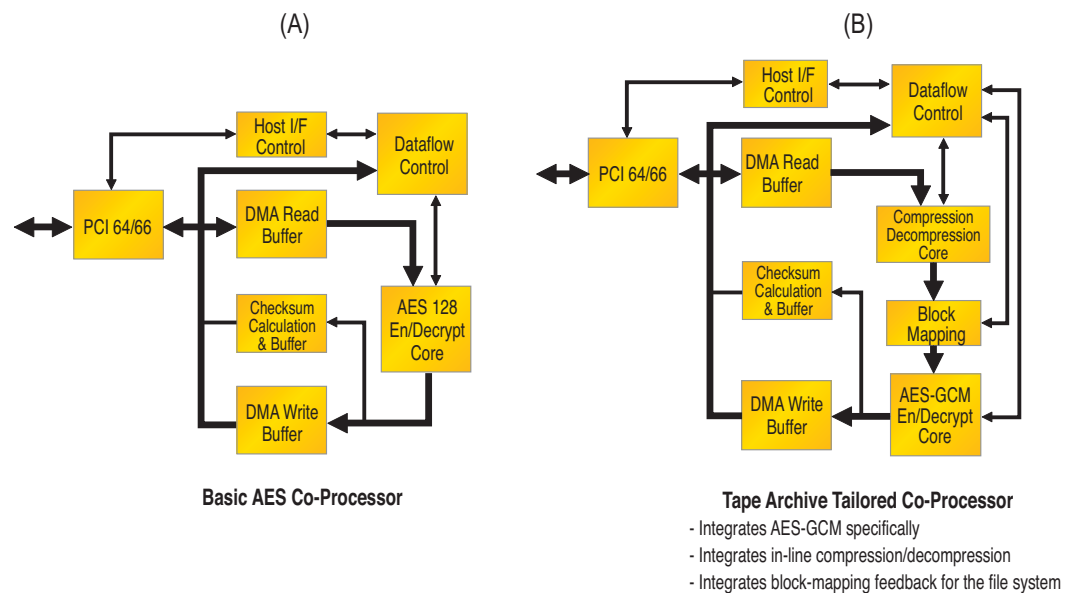 (A)
Host I/F
Control
Dataflow
Control
PCI 64/66
DMA Read
Buffer
Checksum
Calculation
& Buffer
AES 128
En/Decrypt
Core
DMA Write
Buffer
Basic AES Co-Processor
(B)
Host I/F
Control
Dataflow
Control
PCI 64/66
DMA Read
Buffer
Compression
Decompression
Core
Checksum
Calculation
& Buffer
Block
Mapping
DMA Write
Buffer
AES-GCM
En/Decrypt
Core
Tape Archive Tailored Co-Processor
- Integrates AES-GCM specifically
- Integrates in-line compression/decompression
- Integrates block-mapping feedback for the file system